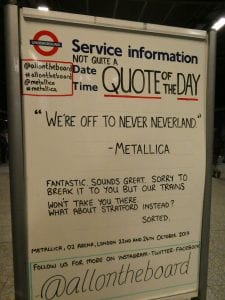 UNDERGROUND
Service information
@allontheboard
#allontheboard
@metallica
#metallica
NOT QUITE A
Date
Time
QUOTE OF THE DAY
"WE'RE OFF TO NEVER NEVERLAND."
-METALLICA
FANTASTIC. SOUNDS GREAT. SORRY TO
BREAK IT TO YOU BUT OUR TRAINS
WON'T TAKE YOU THERE.
WHAT ABOUT STRATFORD INSTEAD?
SORTED.
METALLICA, O2 ARENA, LONDON 22ND AND 24TH OCTOBER 2017
FOLLOW US FOR MORE ON INSTAGRAM-TWITTER-FACEBOOK
@allontheboard